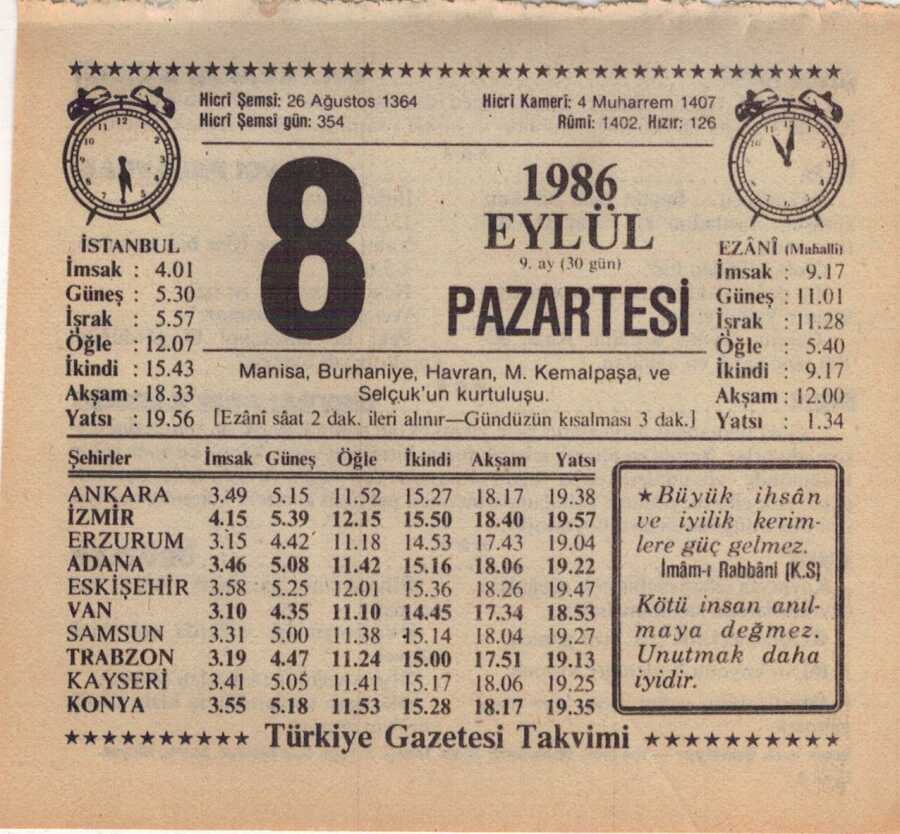 ★★★★★★★★★★★★★★★★★★★★★★★★★★★★★★★★★★★★★★★★
Hicrî Şemsi: 26 Ağustos 1364
Hicrî Şemsî gün: 354
Hicrî Kamerî: 4 Muharrem 1407
Rûmi: 1402, Hızır: 126
8
1986
EYLÜL
9. ay (30 gün)
PAZARTESİ
İSTANBUL
İmsak : 4.01
Güneş : 5.30
İşrak : 5.57
Öğle : 12.07
İkindi : 15.43
Akşam : 18.33
Yatsı : 19.56
EZÂNÎ (Mahallî)
İmsak : 9.17
Güneş : 11.01
İşrak : 11.28
Öğle : 5.40
İkindi : 9.17
Akşam : 12.00
Yatsı : 1.34
Manisa, Burhaniye, Havran, M. Kemalpaşa, ve
Selçuk'un kurtuluşu.
[Ezânî sâat 2 dak. ileri alınır—Gündüzün kısalması 3 dak.]
Şehirler İmsak Güneş Öğle İkindi Akşam Yatsı
ANKARA 3.49 5.15 11.52 15.27 18.17 19.38
İZMİR 4.15 5.39 12.15 15.50 18.40 19.57
ERZURUM 3.15 4.42 11.18 14.53 17.43 19.04
ADANA 3.46 5.08 11.42 15.16 18.06 19.22
ESKİŞEHİR 3.58 5.25 12.01 15.36 18.26 19.47
VAN 3.10 4.35 11.10 14.45 17.34 18.53
SAMSUN 3.31 5.00 11.38 15.14 18.04 19.27
TRABZON 3.19 4.47 11.24 15.00 17.51 19.13
KAYSERİ 3.41 5.05 11.41 15.17 18.06 19.25
KONYA 3.55 5.18 11.53 15.28 18.17 19.35
★ Büyük ihsân
ve iyilik kerim-
lere güç gelmez.
İmâm-ı Rabbâni (K.S)
Kötü insan anıl-
maya değmez.
Unutmak daha
iyidir.
★★★★★★★★★★ Türkiye Gazetesi Takvimi ★★★★★★★★★★